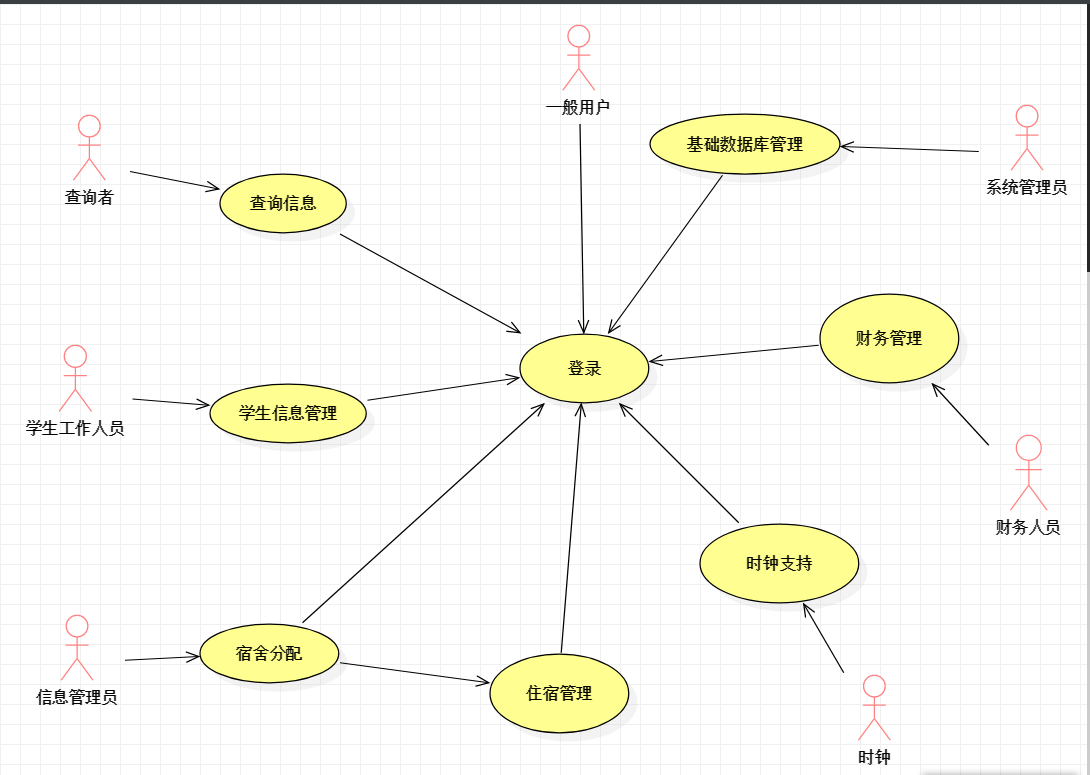 一般用户
基础数据库管理
系统管理员
查询者
查询信息
财务管理
登录
学生信息管理
学生工作人员
财务人员
时钟支持
宿舍分配
住宿管理
信息管理员
时钟